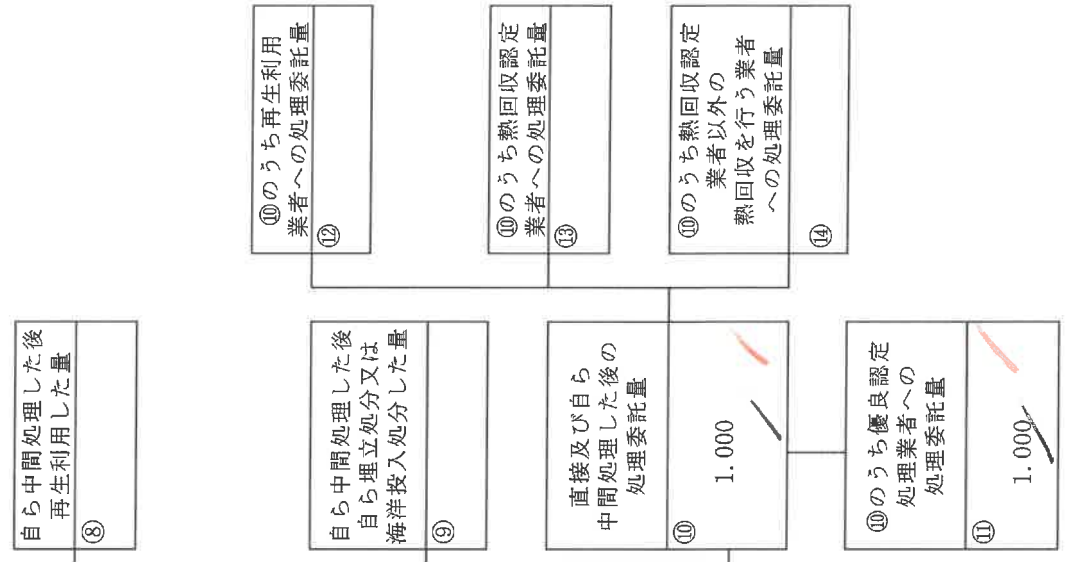 自ら中間処理した後
再生利用した量
⑧
自ら中間処理した後
自ら埋立処分又は
海洋投入処分した量
⑨
直接及び自ら
中間処理した後の
処理委託量
⑩
1.000
⑩のうち優良認定
処理業者への
処理委託量
⑪
1.000
⑩のうち再生利用
業者への処理委託量
⑫
⑩のうち熱回収認定
業者への処理委託量
⑬
⑩のうち熱回収認定
業者以外の
熱回収を行う業者
への処理委託量
⑭